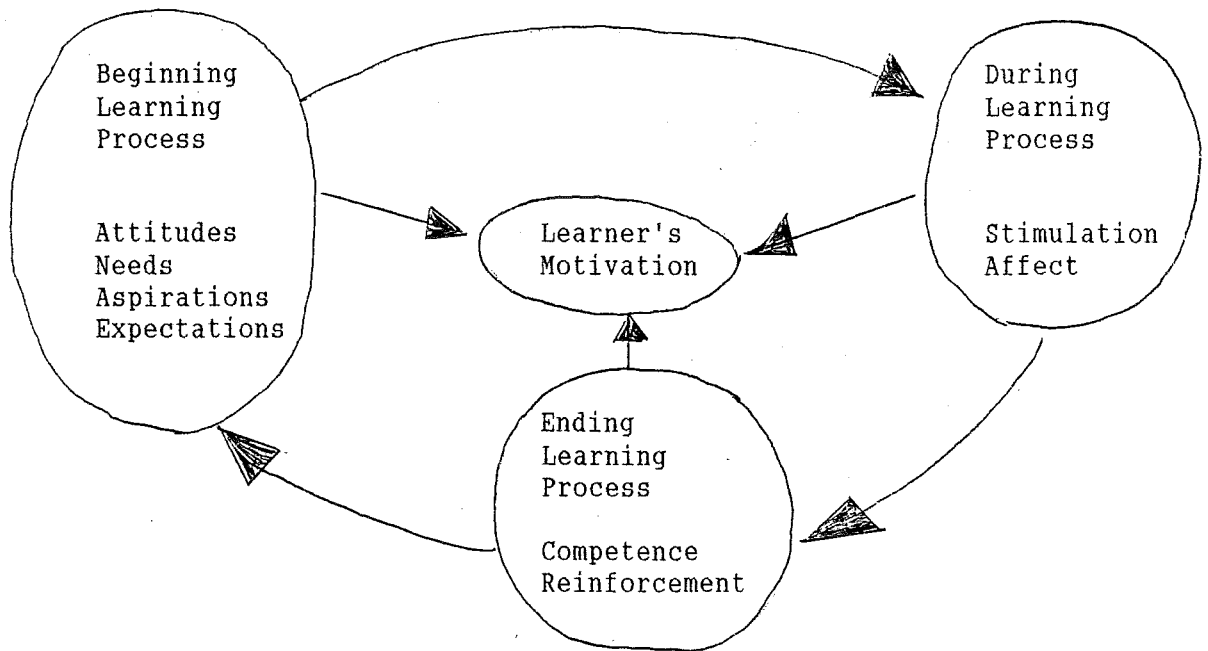 Beginning
Learning
Process
Attitudes
Needs
Aspirations
Expectations
During
Learning
Process
Stimulation
Affect
Learner's
Motivation
Ending
Learning
Process
Competence
Reinforcement